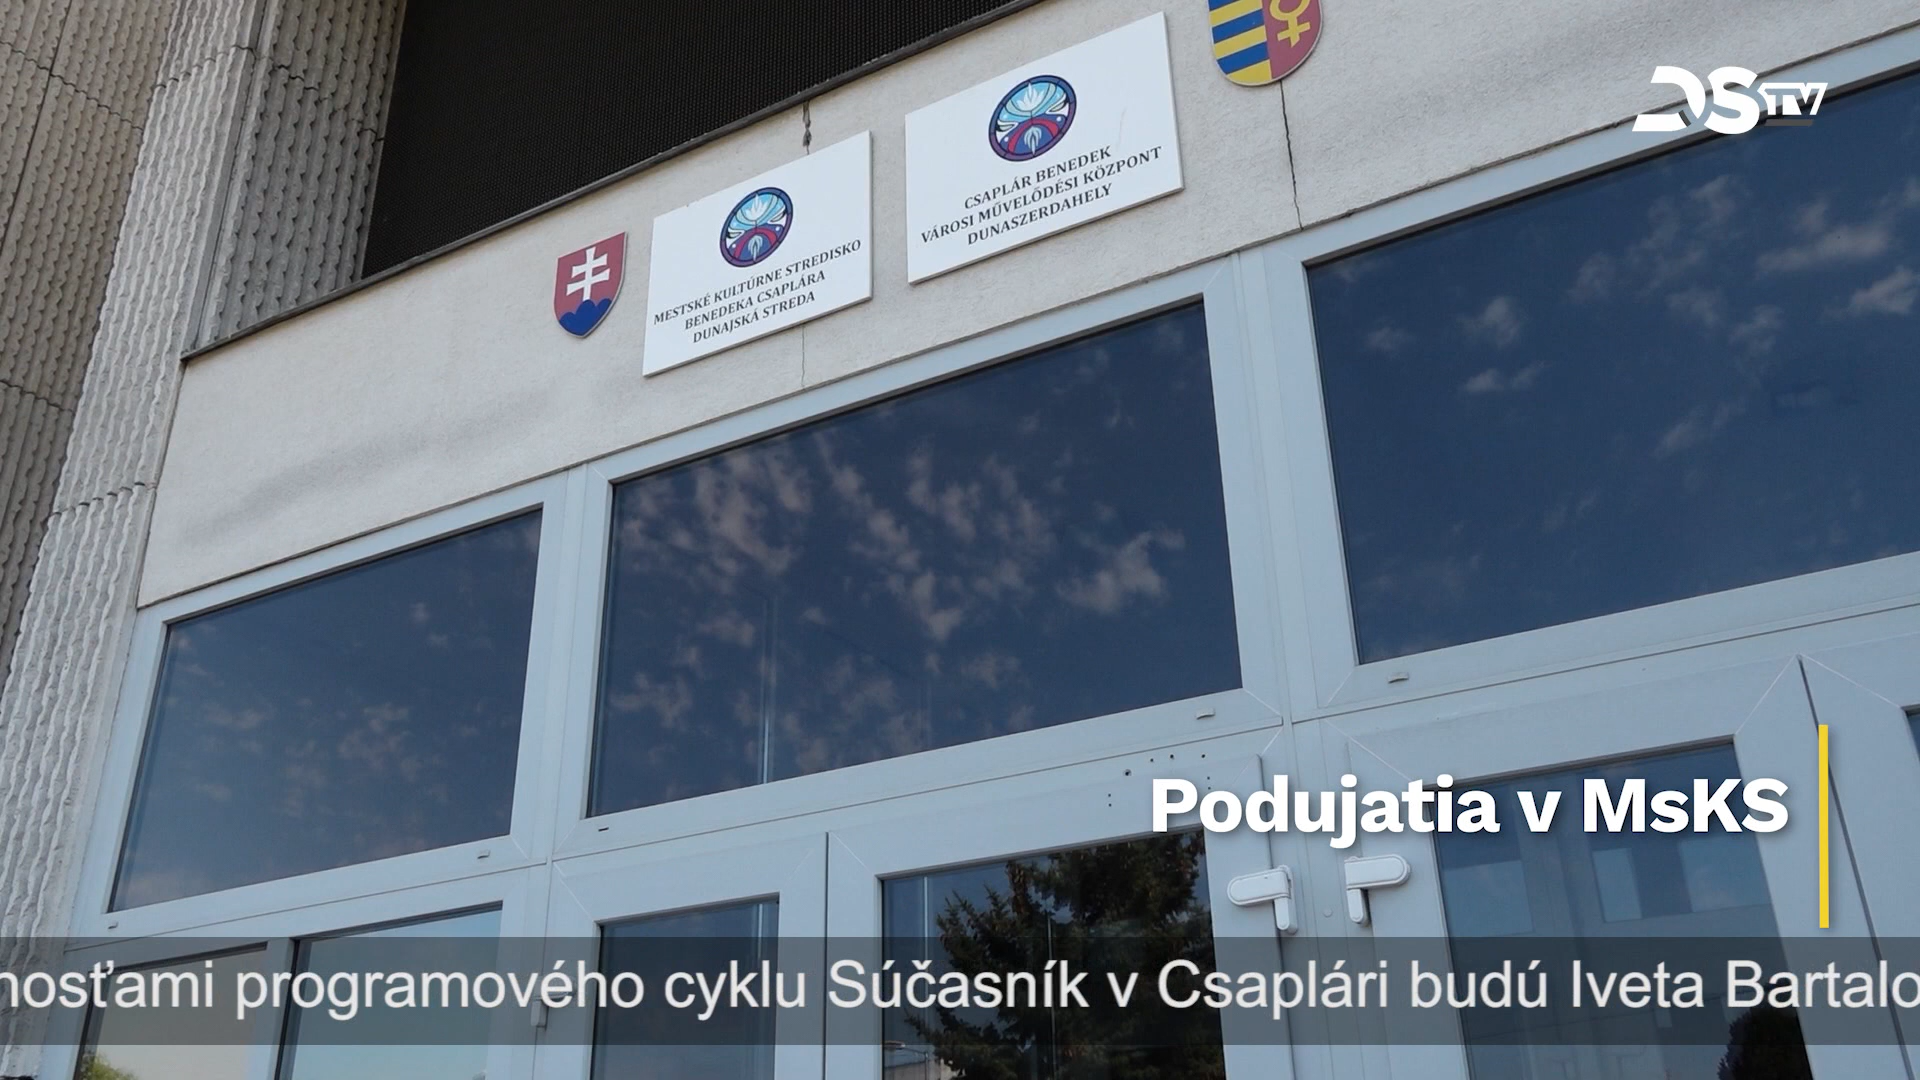 DSTV
CSAPLÁR BENEDEK
VÁROSI MŰVELŐDÉSI KÖZPONT
DUNASZERDAHELY
MESTSKÉ KULTÚRNE STREDISKO
BENEDEKA CSAPLÁRA
DUNAJSKÁ STREDA
Podujatia v MsKS
nosťami programového cyklu Súčasník v Csaplári budú Iveta Bartalo